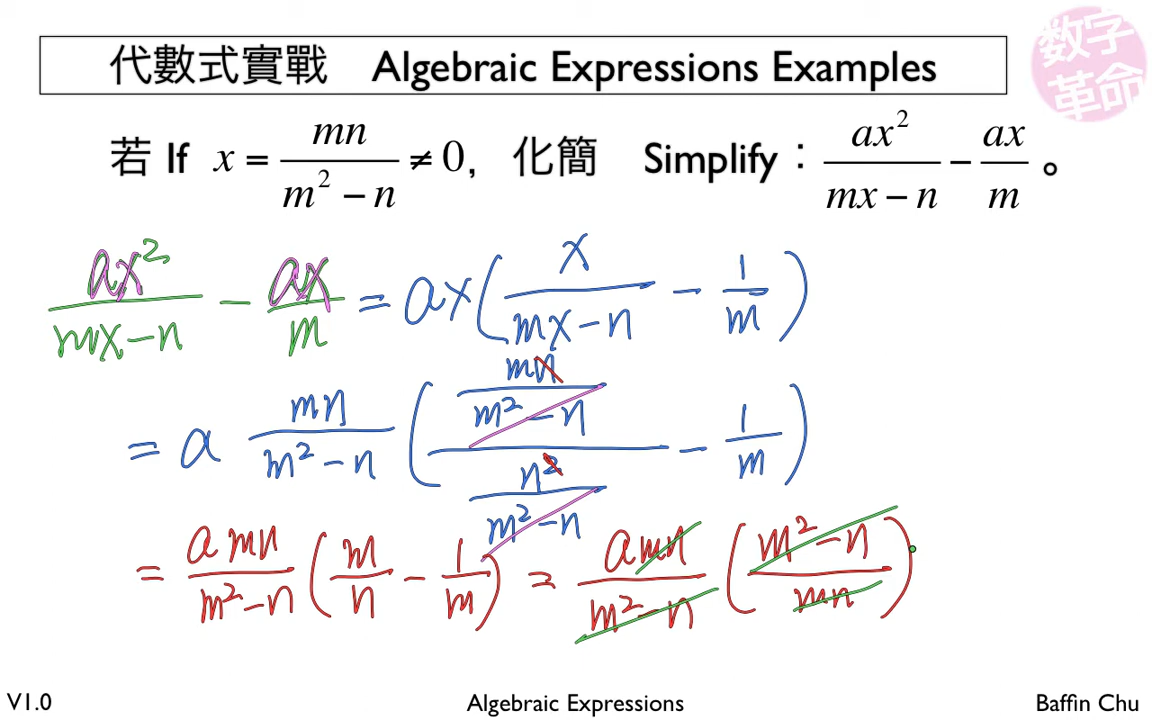 代數式實戰 Algebraic Expressions Examples
数字
革命
若 If x = mn/(m² − n) ≠ 0, 化簡 Simplify：ax²/(mx − n) − ax/m 。
ax²/(mx − n) − ax/m = ax( x/(mx − n) − 1/m )
= a mn/(m² − n) ( (mn/(m² − n))/(n²/(m² − n)) − 1/m )
= amn/(m² − n) ( m/n − 1/m ) = amn/(m² − n) ( (m² − n)/mn )
V1.0 Algebraic Expressions Baffin Chu